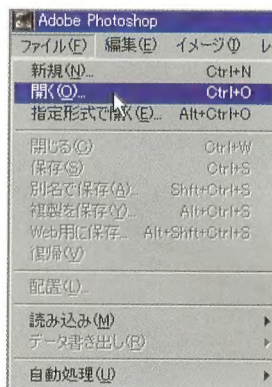 Adobe Photoshop
ファイル(F) 編集(E) イメージ(I) レ
新規(N)... Ctrl+N
開く(O)... Ctrl+O
指定形式で開く(E)... Alt+Ctrl+O
閉じる(C) Ctrl+W
保存(S) Ctrl+S
別名で保存(A)... Shft+Ctrl+S
複製を保存(Y)... Alt+Ctrl+S
Web用に保存... Alt+Shft+Ctrl+S
復帰(V)
配置(L)...
読み込み(M)
データ書き出し(R)
自動処理(U)